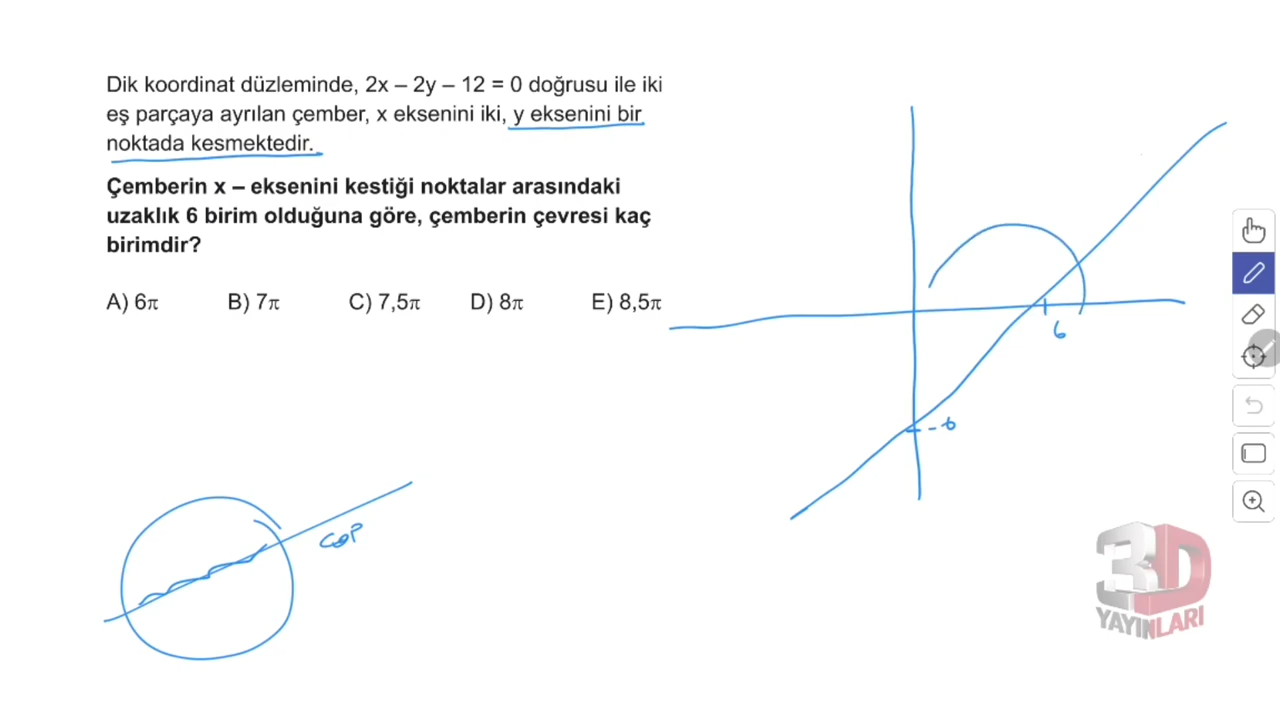 Dik koordinat düzleminde, 2x – 2y – 12 = 0 doğrusu ile iki
eş parçaya ayrılan çember, x eksenini iki, y eksenini bir
noktada kesmektedir.
Çemberin x – eksenini kestiği noktalar arasındaki
uzaklık 6 birim olduğuna göre, çemberin çevresi kaç
birimdir?
A) 6π B) 7π C) 7,5π D) 8π E) 8,5π
6
-6
çap
3D
YAYINLARI